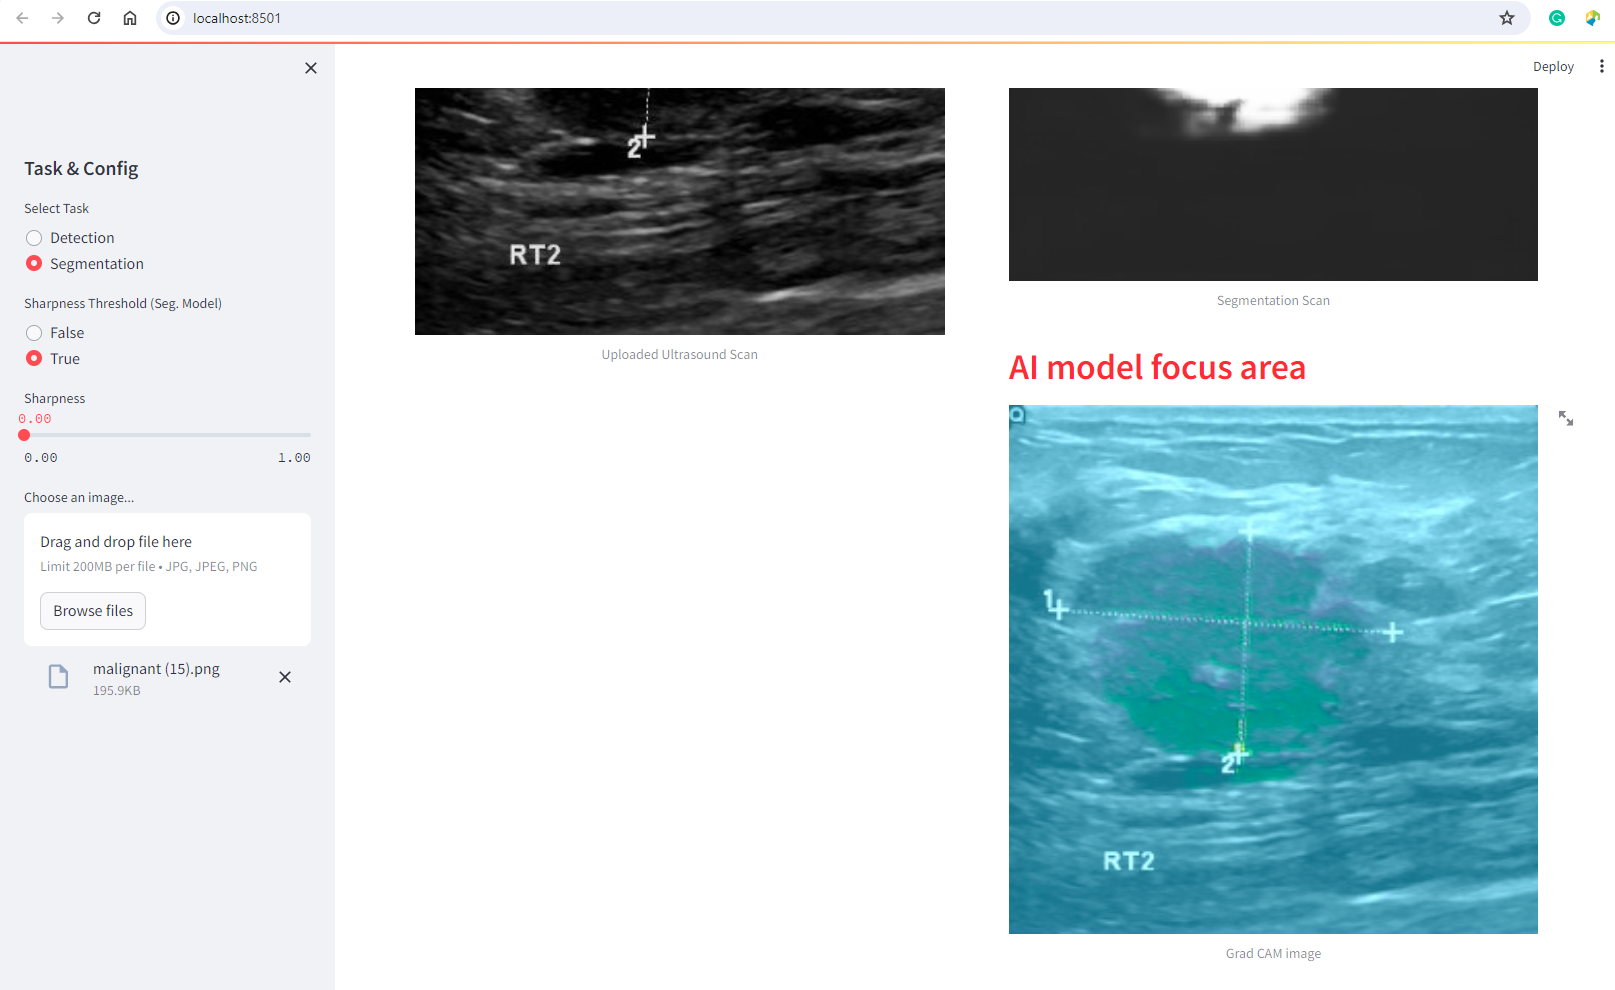 localhost:8501
Deploy
Task & Config
Select Task
Detection
Segmentation
Sharpness Threshold (Seg. Model)
False
True
Sharpness
0.00
0.00 1.00
Choose an image...
Drag and drop file here
Limit 200MB per file • JPG, JPEG, PNG
Browse files
malignant (15).png
195.9KB
2
RT2
Uploaded Ultrasound Scan
Segmentation Scan
AI model focus area
1
2
RT2
Grad CAM image